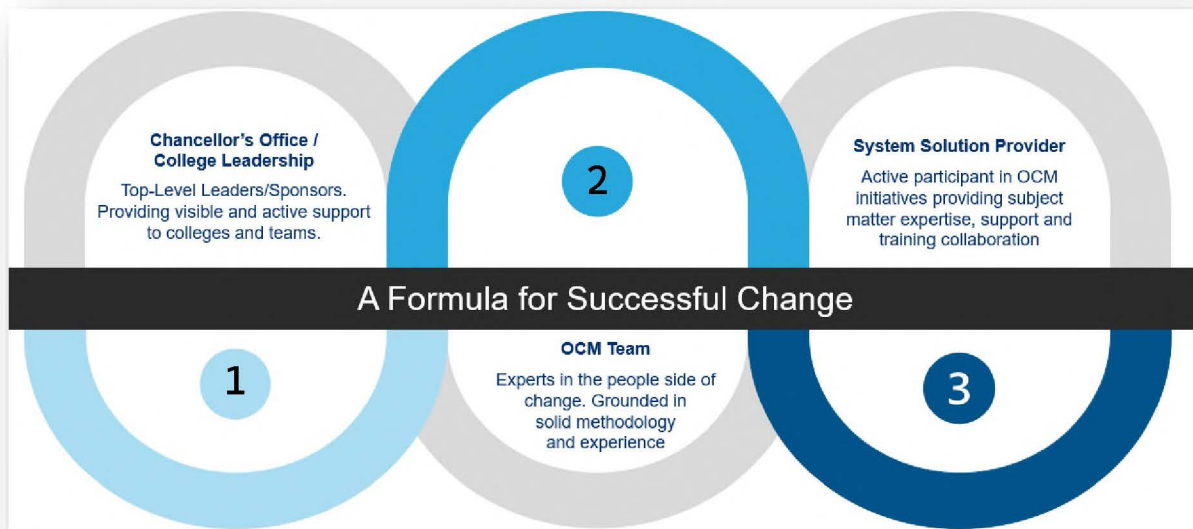 Chancellor's Office /
College Leadership
Top-Level Leaders/Sponsors.
Providing visible and active support
to colleges and teams.
2
System Solution Provider
Active participant in OCM
initiatives providing subject
matter expertise, support and
training collaboration
A Formula for Successful Change
1
OCM Team
Experts in the people side of
change. Grounded in
solid methodology
and experience
3